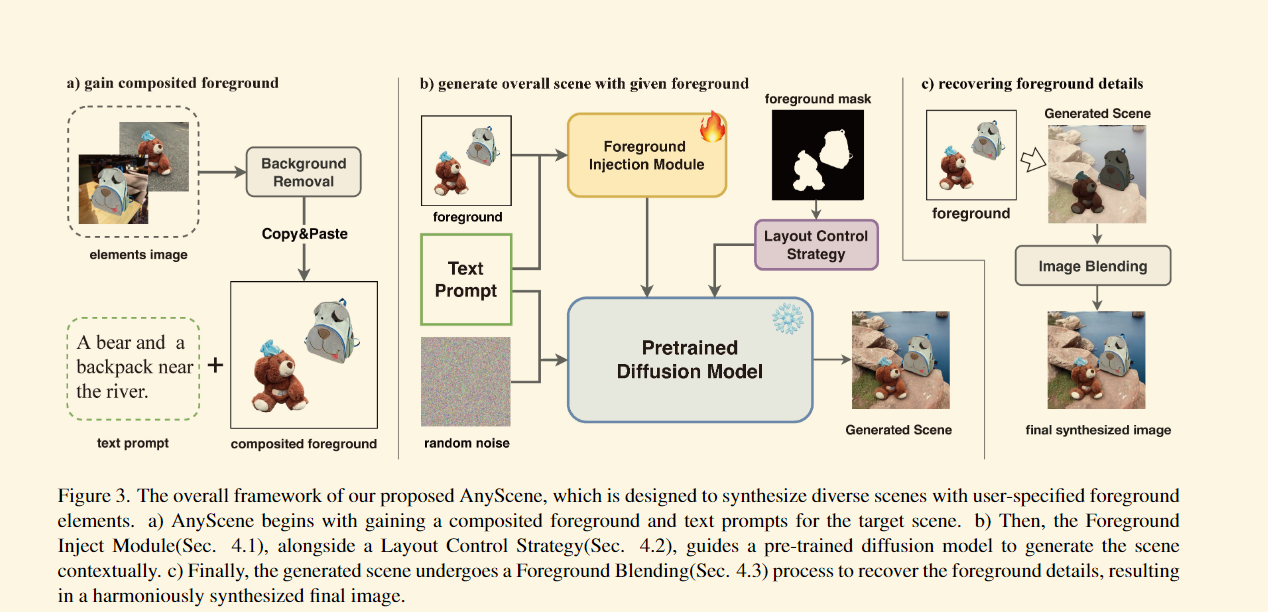 a) gain composited foreground
elements image
Background
Removal
Copy&Paste
A bear and a
backpack near
the river.
+
text prompt
composited foreground
b) generate overall scene with given foreground
foreground
Foreground
Injection Module
foreground mask
Layout Control
Strategy
Text
Prompt
random noise
Pretrained
Diffusion Model
Generated Scene
c) recovering foreground details
foreground
Generated Scene
Image Blending
final synthesized image
Figure 3. The overall framework of our proposed AnyScene, which is designed to synthesize diverse scenes with user-specified foreground
elements. a) AnyScene begins with gaining a composited foreground and text prompts for the target scene. b) Then, the Foreground
Inject Module(Sec. 4.1), alongside a Layout Control Strategy(Sec. 4.2), guides a pre-trained diffusion model to generate the scene
contextually. c) Finally, the generated scene undergoes a Foreground Blending(Sec. 4.3) process to recover the foreground details, resulting
in a harmoniously synthesized final image.